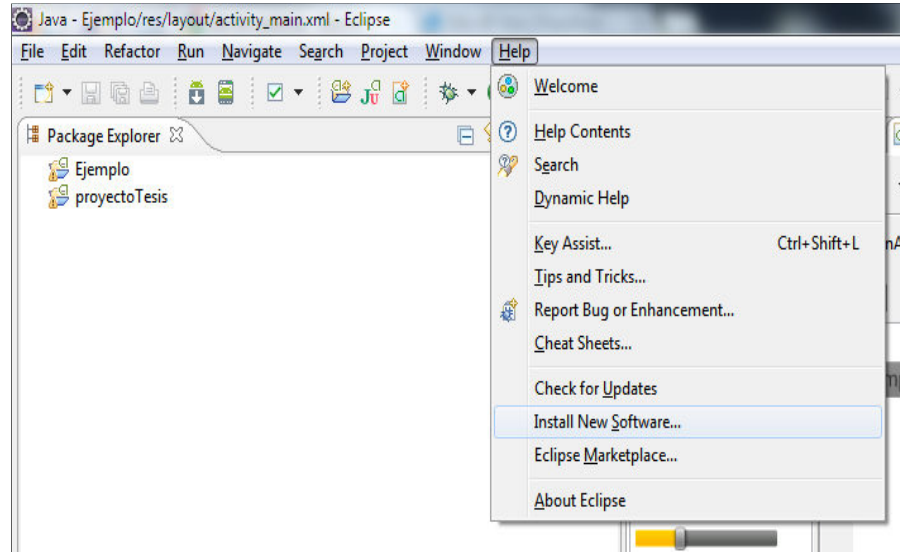 Java - Ejemplo/res/layout/activity_main.xml - Eclipse
File Edit Refactor Run Navigate Search Project Window Help
Package Explorer
Ejemplo
proyectoTesis
Welcome
Help Contents
Search
Dynamic Help
Key Assist... Ctrl+Shift+L
Tips and Tricks...
Report Bug or Enhancement...
Cheat Sheets...
Check for Updates
Install New Software...
Eclipse Marketplace...
About Eclipse